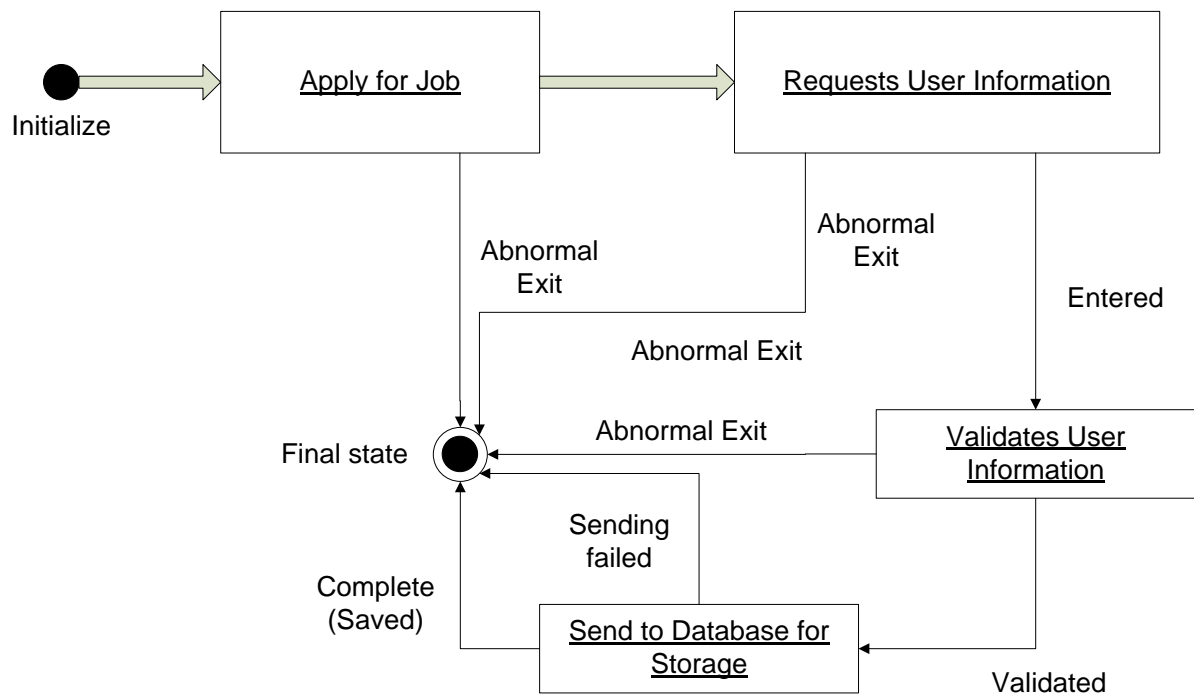 Apply for Job
Requests User Information
Initialize
Abnormal
Exit
Abnormal
Exit
Entered
Abnormal Exit
Abnormal Exit
Final state
Validates User
Information
Sending
failed
Complete
(Saved)
Send to Database for
Storage
Validated